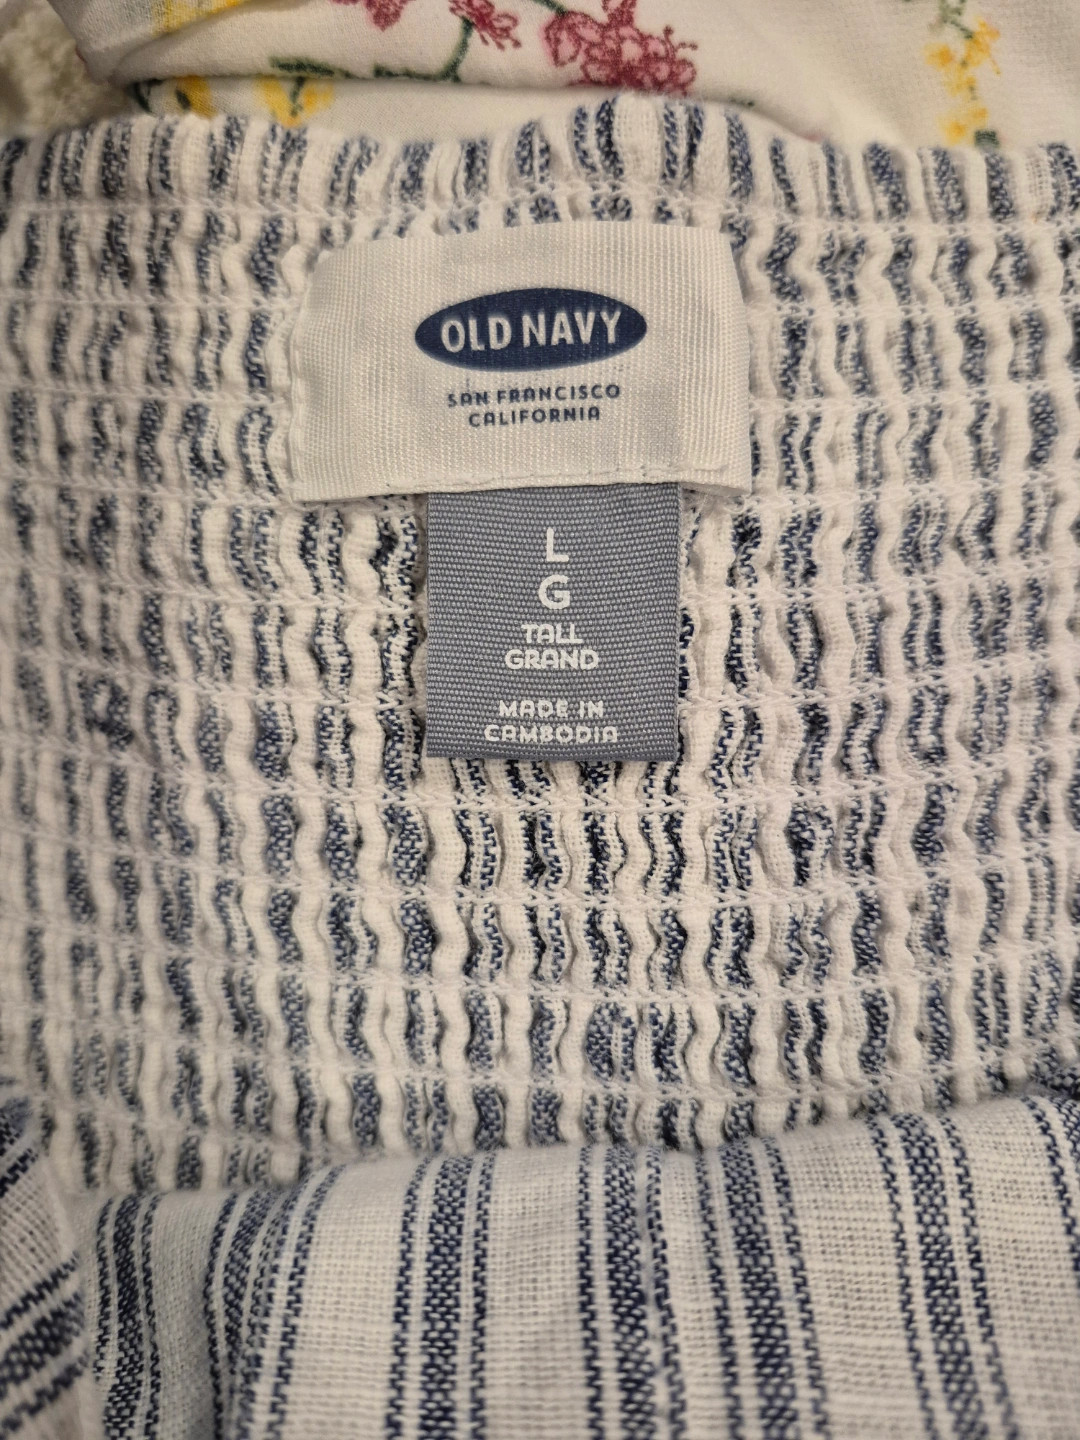 OLD NAVY
SAN FRANCISCO
CALIFORNIA
L
G
TALL
GRAND
MADE IN
CAMBODIA